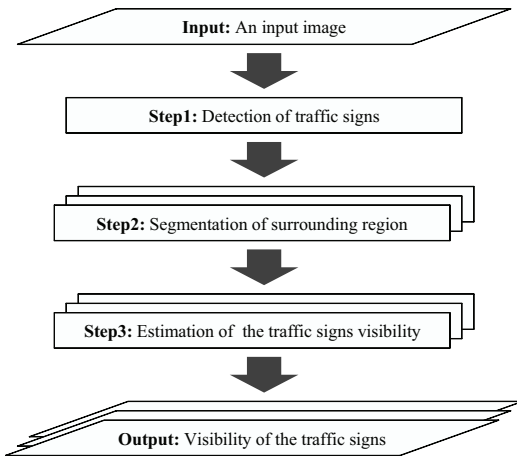 Input: An input image
Step1: Detection of traffic signs
Step2: Segmentation of surrounding region
Step3: Estimation of the traffic signs visibility
Output: Visibility of the traffic signs